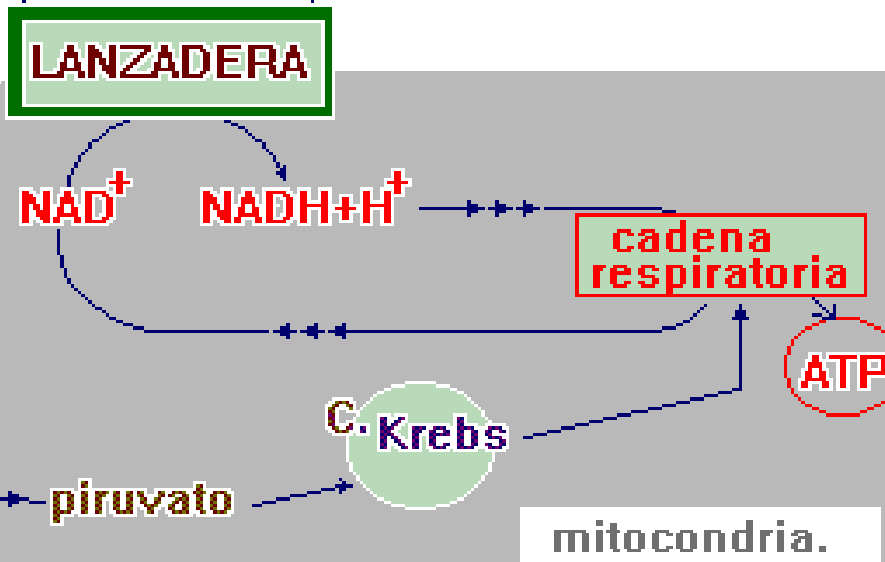 LANZADERA
NAD+ NADH+H+
cadena
respiratoria
ATP
C. Krebs
piruvato
mitocondria.